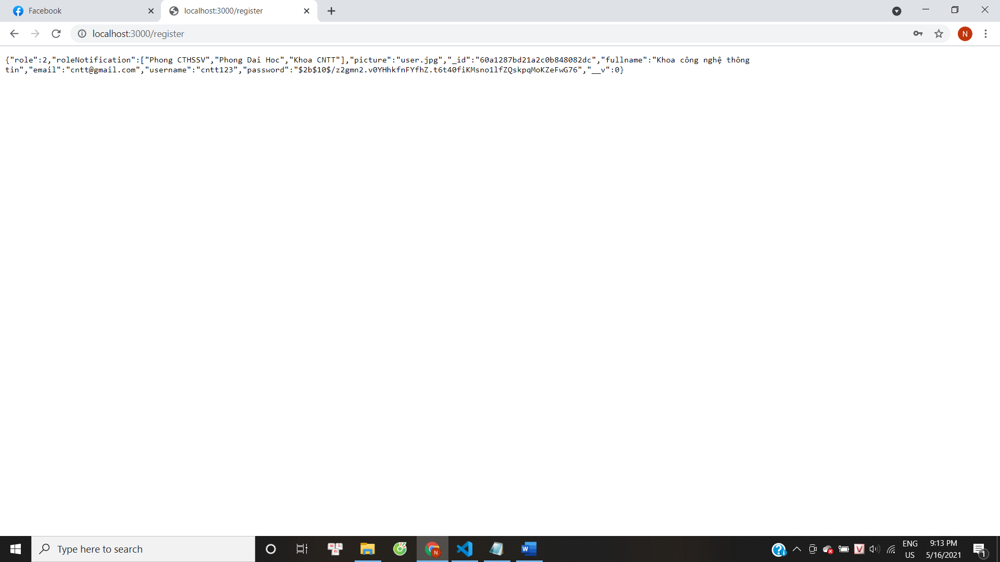 Facebook
localhost:3000/register
localhost:3000/register
N
{"role":2,"roleNotification":["Phong CTHSSV","Phong Dai Hoc","Khoa CNTT"],"picture":"user.jpg","_id":"60a1287bd21a2c0b848082dc","fullname":"Khoa công nghệ thông
tin","email":"cntt@gmail.com","username":"cntt123","password":"$2b$10$/z2gmn2.v0YHhkfnFYfhZ.t6t40fiKMsno1lfZQskpqMoKZeFwG76","__v":0}
Type here to search
ENG
US
9:13 PM
5/16/2021
1